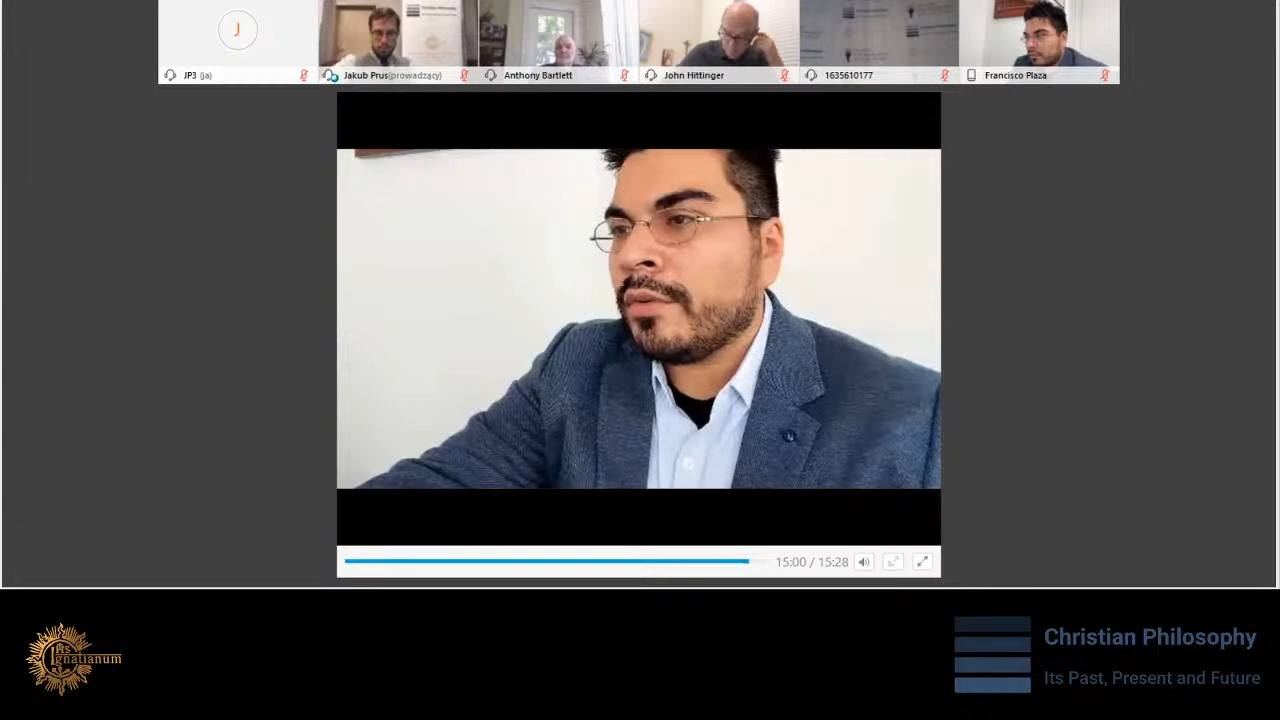 J
JP3 (ja)
Jakub Prus(prowadzący)
Anthony Bartlett
John Hittinger
1635610177
Francisco Plaza
15:00 / 15:28
Ignatianum
Christian Philosophy
Its Past, Present and Future